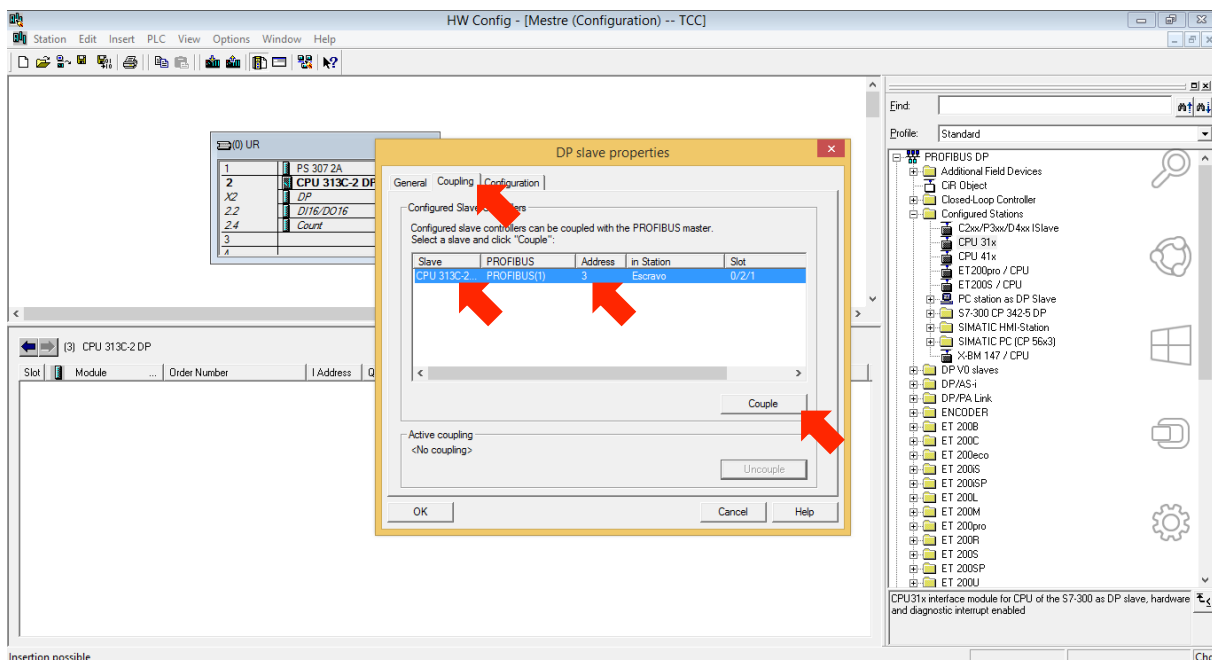 HW Config - [Mestre (Configuration) -- TCC]
Station Edit Insert PLC View Options Window Help
(0) UR
1 PS 307 2A
2 CPU 313C-2 DP
X2 DP
2.2 DI16/DO16
2.4 Count
3
4
DP slave properties
General Coupling Configuration
Configured Slave
Configured slave controllers can be coupled with the PROFIBUS master.
Select a slave and click "Couple":
Slave PROFIBUS Address in Station Slot
CPU 313C-2... PROFIBUS(1) 3 Escravo 0/2/1
Couple
Active coupling
<No coupling>
Uncouple
OK Cancel Help
(3) CPU 313C-2 DP
Slot Module ... Order Number I Address Q
Insertion possible
Find:
Profile: Standard
PROFIBUS DP
Additional Field Devices
CiR Object
Closed-Loop Controller
Configured Stations
C2xx/P3xx/D4xx ISlave
CPU 31x
CPU 41x
ET200pro / CPU
ET200S / CPU
PC station as DP Slave
S7-300 CP 342-5 DP
SIMATIC HMI-Station
SIMATIC PC (CP 56x3)
X-BM 147 / CPU
DP V0 slaves
DP/AS-i
DP/PA Link
ENCODER
ET 200B
ET 200C
ET 200eco
ET 200iS
ET 200iSP
ET 200L
ET 200M
ET 200pro
ET 200R
ET 200S
ET 200SP
ET 200U
CPU31x interface module for CPU of the S7-300 as DP slave, hardware
and diagnostic interrupt enabled
Chg